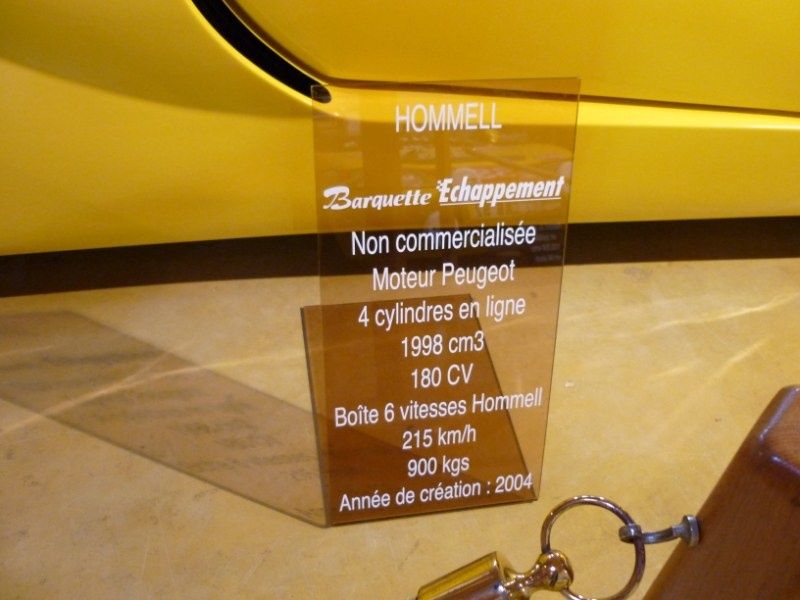 HOMMELL
Barquette Echappement
Non commercialisée
Moteur Peugeot
4 cylindres en ligne
1998 cm3
180 CV
Boîte 6 vitesses Hommell
215 km/h
900 kgs
Année de création : 2004